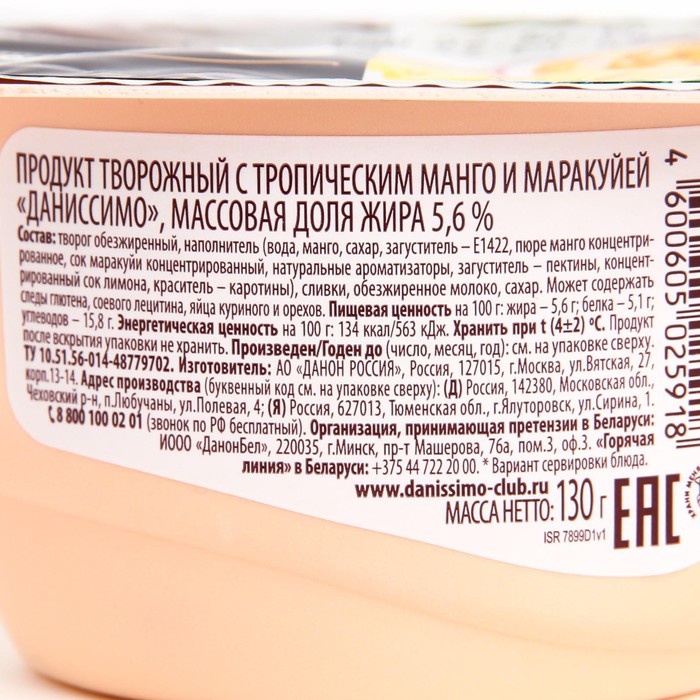 ПРОДУКТ ТВОРОЖНЫЙ С ТРОПИЧЕСКИМ МАНГО И МАРАКУЙЕЙ
«ДАНИССИМО», МАССОВАЯ ДОЛЯ ЖИРА 5,6 %
Состав: творог обезжиренный, наполнитель (вода, манго, сахар, загуститель – Е1422, пюре манго концентри-
рованное, сок маракуйи концентрированный, натуральные ароматизаторы, загуститель – пектины, концент-
рированный сок лимона, краситель – каротины), сливки, обезжиренное молоко, сахар. Может содержать
следы глютена, соевого лецитина, яйца куриного и орехов. Пищевая ценность на 100 г: жира – 5,6 г; белка – 5,1 г;
углеводов – 15,8 г. Энергетическая ценность на 100 г: 134 ккал/563 кДж. Хранить при t (4±2) °С. Продукт
после вскрытия упаковки не хранить. Произведен/Годен до (число, месяц, год): см. на упаковке сверху.
ТУ 10.51.56-014-48779702. Изготовитель: АО «ДАНОН РОССИЯ», Россия, 127015, г.Москва, ул.Вятская, 27,
корп.13-14. Адрес производства (буквенный код см. на упаковке сверху): (Д) Россия, 142380, Московская обл.,
Чеховский р-н, п.Любучаны, ул.Полевая, 4; (Я) Россия, 627013, Тюменская обл., г.Ялуторовск, ул.Сирина, 1.
8 800 100 02 01 (звонок по РФ бесплатный). Организация, принимающая претензии в Беларуси:
ИООО «ДанонБел», 220035, г.Минск, пр-т Машерова, 76а, пом.3, оф.3. «Горячая
линия» в Беларуси: +375 44 722 20 00. * Вариант сервировки блюда.
www.danissimo-club.ru
МАССА НЕТТО: 130 г
EAC
ISR 7899D1v1
4 600605 025918
ХРАНИ МЕНЯ